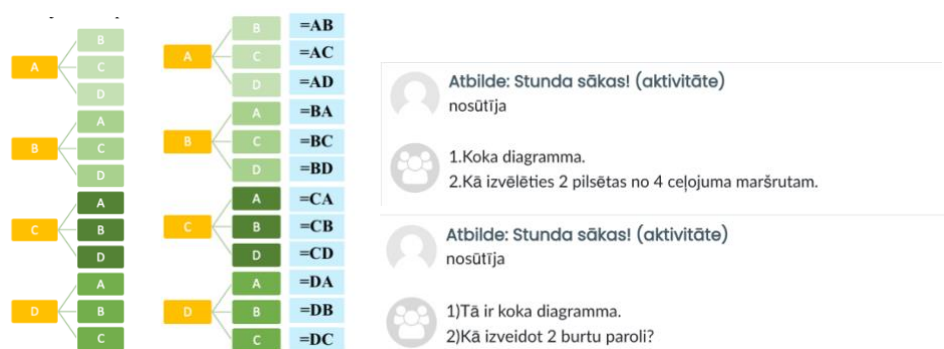 A
B
C
D
B
A
C
D
C
A
B
D
D
A
B
C
A
B =AB
C =AC
D =AD
B
A =BA
C =BC
D =BD
C
A =CA
B =CB
D =CD
D
A =DA
B =DB
C =DC
Atbilde: Stunda sākas! (aktivitāte)
nosūtīja
1.Koka diagramma.
2.Kā izvēlēties 2 pilsētas no 4 ceļojuma maršrutam.
Atbilde: Stunda sākas! (aktivitāte)
nosūtīja
1)Tā ir koka diagramma.
2)Kā izveidot 2 burtu paroli?